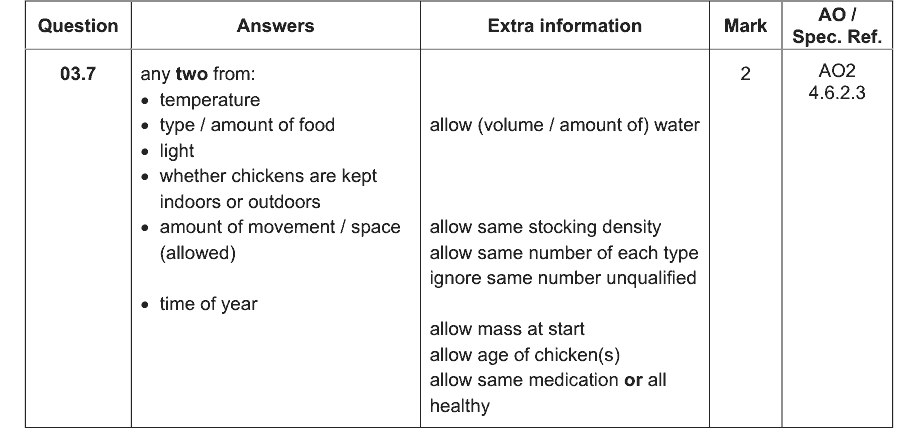 Question Answers Extra information Mark AO /
Spec. Ref.
03.7 any two from: 2 AO2
• temperature 4.6.2.3
• type / amount of food allow (volume / amount of) water
• light
• whether chickens are kept
indoors or outdoors
• amount of movement / space allow same stocking density
(allowed) allow same number of each type
ignore same number unqualified
• time of year
allow mass at start
allow age of chicken(s)
allow same medication or all
healthy